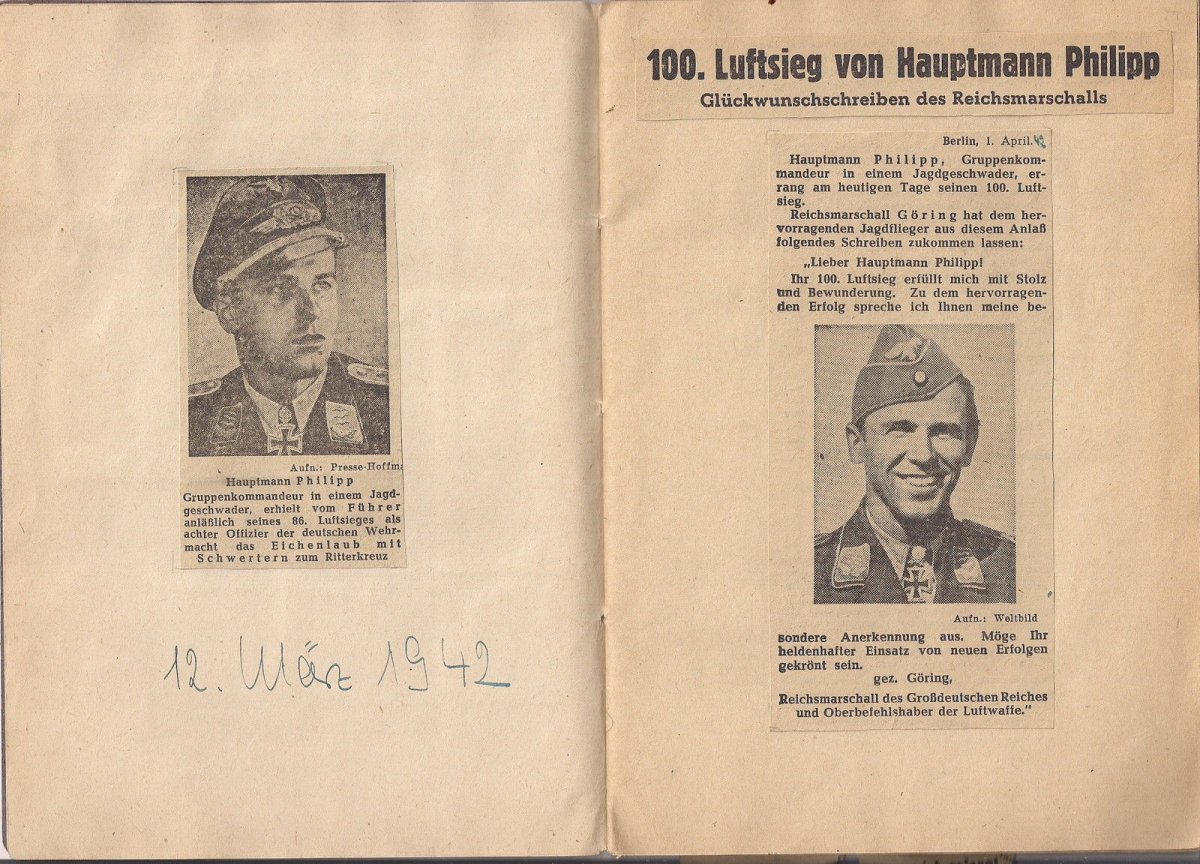 Aufn.: Presse-Hoffm
Hauptmann Philipp
Gruppenkommandeur in einem Jagd-
geschwader, erhielt vom Führer
anläßlich seines 86. Luftsieges als
achter Offizier der deutschen Wehr-
macht das Eichenlaub mit
Schwertern zum Ritterkreuz
12. März 1942
100. Luftsieg von Hauptmann Philipp
Glückwunschschreiben des Reichsmarschalls
Berlin, 1. April. 42
Hauptmann Philipp, Gruppenkom-
mandeur in einem Jagdgeschwader, er-
rang am heutigen Tage seinen 100. Luft-
sieg.
Reichsmarschall Göring hat dem her-
vorragenden Jagdflieger aus diesem Anlaß
folgendes Schreiben zukommen lassen:
„Lieber Hauptmann Philipp!
Ihr 100. Luftsieg erfüllt mich mit Stolz
und Bewunderung. Zu dem hervorragen-
den Erfolg spreche ich Ihnen meine be-
Aufn.: Weltbild
sondere Anerkennung aus. Möge Ihr
heldenhafter Einsatz von neuen Erfolgen
gekrönt sein.
gez. Göring,
Reichsmarschall des Großdeutschen Reiches
und Oberbefehlshaber der Luftwaffe."